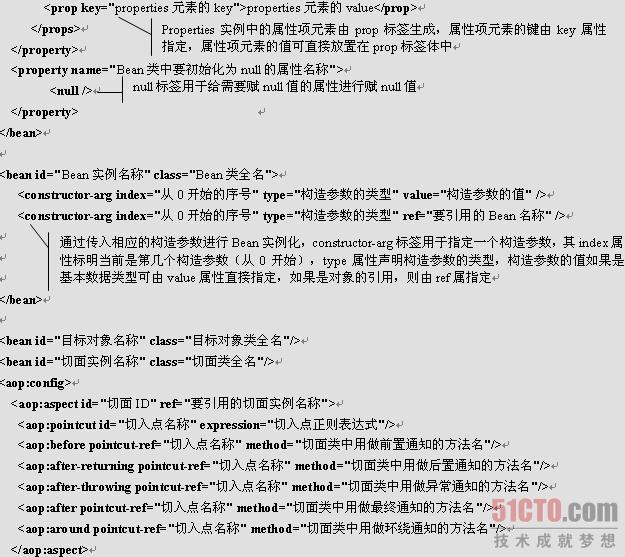 <prop key="properties 元素的 key">properties 元素的 value</prop>
</props>
Properties 实例中的属性项元素由 prop 标签生成，属性项元素的键由 key 属性
指定，属性项元素的值可直接放置在 prop 标签体中
</property>
<property name="Bean 类中要初始化为 null 的属性名称">
<null />
null 标签用于给需要赋 null 值的属性进行赋 null 值
</property>
</bean>
<bean id="Bean 实例名称" class="Bean 类全名">
<constructor-arg index="从 0 开始的序号" type="构造参数的类型" value="构造参数的值" />
<constructor-arg index="从 0 开始的序号" type="构造参数的类型" ref="要引用的 Bean 名称" />
通过传入相应的构造参数进行 Bean 实例化，constructor-arg 标签用于指定一个构造参数，其 index 属
性标明当前是第几个构造参数（从 0 开始），type 属性声明构造参数的类型，构造参数的值如果是
基本数据类型可由 value 属性直接指定，如果是对象的引用，则由 ref 属指定
</bean>
<bean id="目标对象名称" class="目标对象类全名"/>
<bean id="切面实例名称" class="切面类全名"/>
<aop:config>
<aop:aspect id="切面 ID" ref="要引用的切面实例名称">
<aop:pointcut id="切入点名称" expression="切入点正则表达式"/>
<aop:before pointcut-ref="切入点名称" method="切面类中用做前置通知的方法名"/>
<aop:after-returning pointcut-ref="切入点名称" method="切面类中用做后置通知的方法名"/>
<aop:after-throwing pointcut-ref="切入点名称" method="切面类中用做异常通知的方法名"/>
<aop:after pointcut-ref="切入点名称" method="切面类中用做最终通知的方法名"/>
<aop:around pointcut-ref="切入点名称" method="切面类中用做环绕通知的方法名"/>
</aop:aspect>
51CTO.com
技术成就梦想